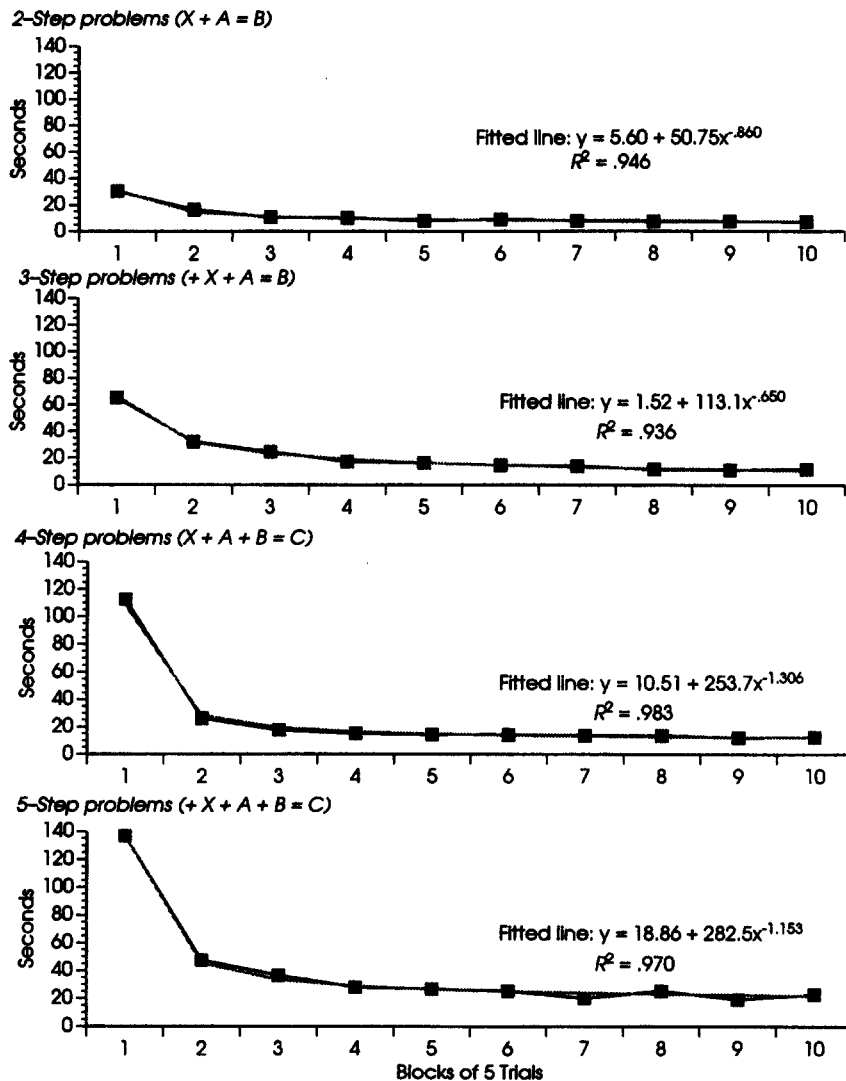 2–Step problems (X + A = B)
140
120
100
80
60
40
20
0
Seconds
Fitted line: y = 5.60 + 50.75x^-.860
R² = .946
1 2 3 4 5 6 7 8 9 10
3–Step problems (+ X + A = B)
140
120
100
80
60
40
20
0
Seconds
Fitted line: y = 1.52 + 113.1x^-.650
R² = .936
1 2 3 4 5 6 7 8 9 10
4–Step problems (X + A + B = C)
140
120
100
80
60
40
20
0
Seconds
Fitted line: y = 10.51 + 253.7x^-1.306
R² = .983
1 2 3 4 5 6 7 8 9 10
5–Step problems (+ X + A + B = C)
140
120
100
80
60
40
20
0
Seconds
Fitted line: y = 18.86 + 282.5x^-1.153
R² = .970
1 2 3 4 5 6 7 8 9 10
Blocks of 5 Trials